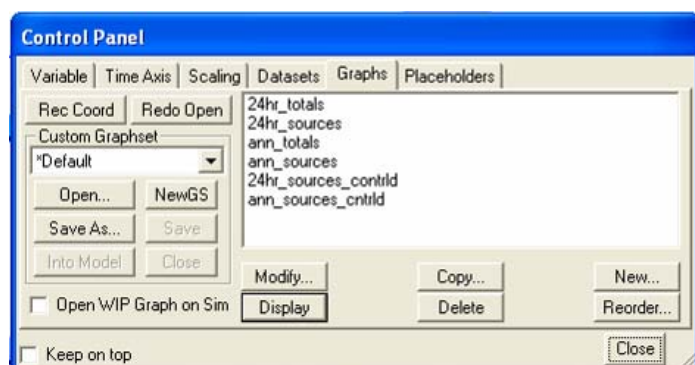 Control Panel
Variable Time Axis Scaling Datasets Graphs Placeholders
Rec Coord Redo Open
Custom Graphset
*Default
Open... NewGS
Save As... Save
Into Model Close
Open WIP Graph on Sim
24hr_totals
24hr_sources
ann_totals
ann_sources
24hr_sources_contrld
ann_sources_cntrld
Modify... Copy... New...
Display Delete Reorder...
Keep on top
Close